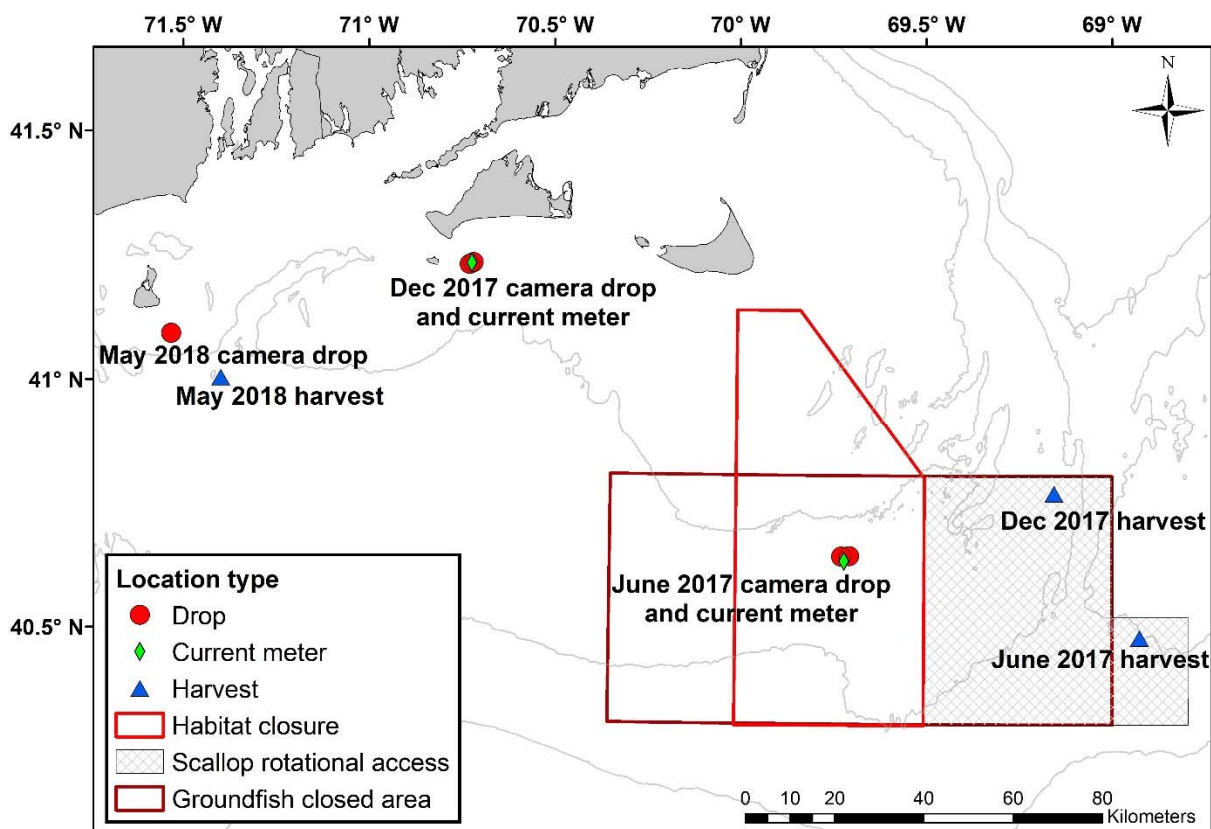 71.5° W 71° W 70.5° W 70° W 69.5° W 69° W
N
41.5° N
Dec 2017 camera drop
and current meter
May 2018 camera drop
41° N
May 2018 harvest
Dec 2017 harvest
June 2017 camera drop
and current meter
40.5° N
June 2017 harvest
Location type
Drop
Current meter
Harvest
Habitat closure
Scallop rotational access
Groundfish closed area
0 10 20 40 60 80
Kilometers